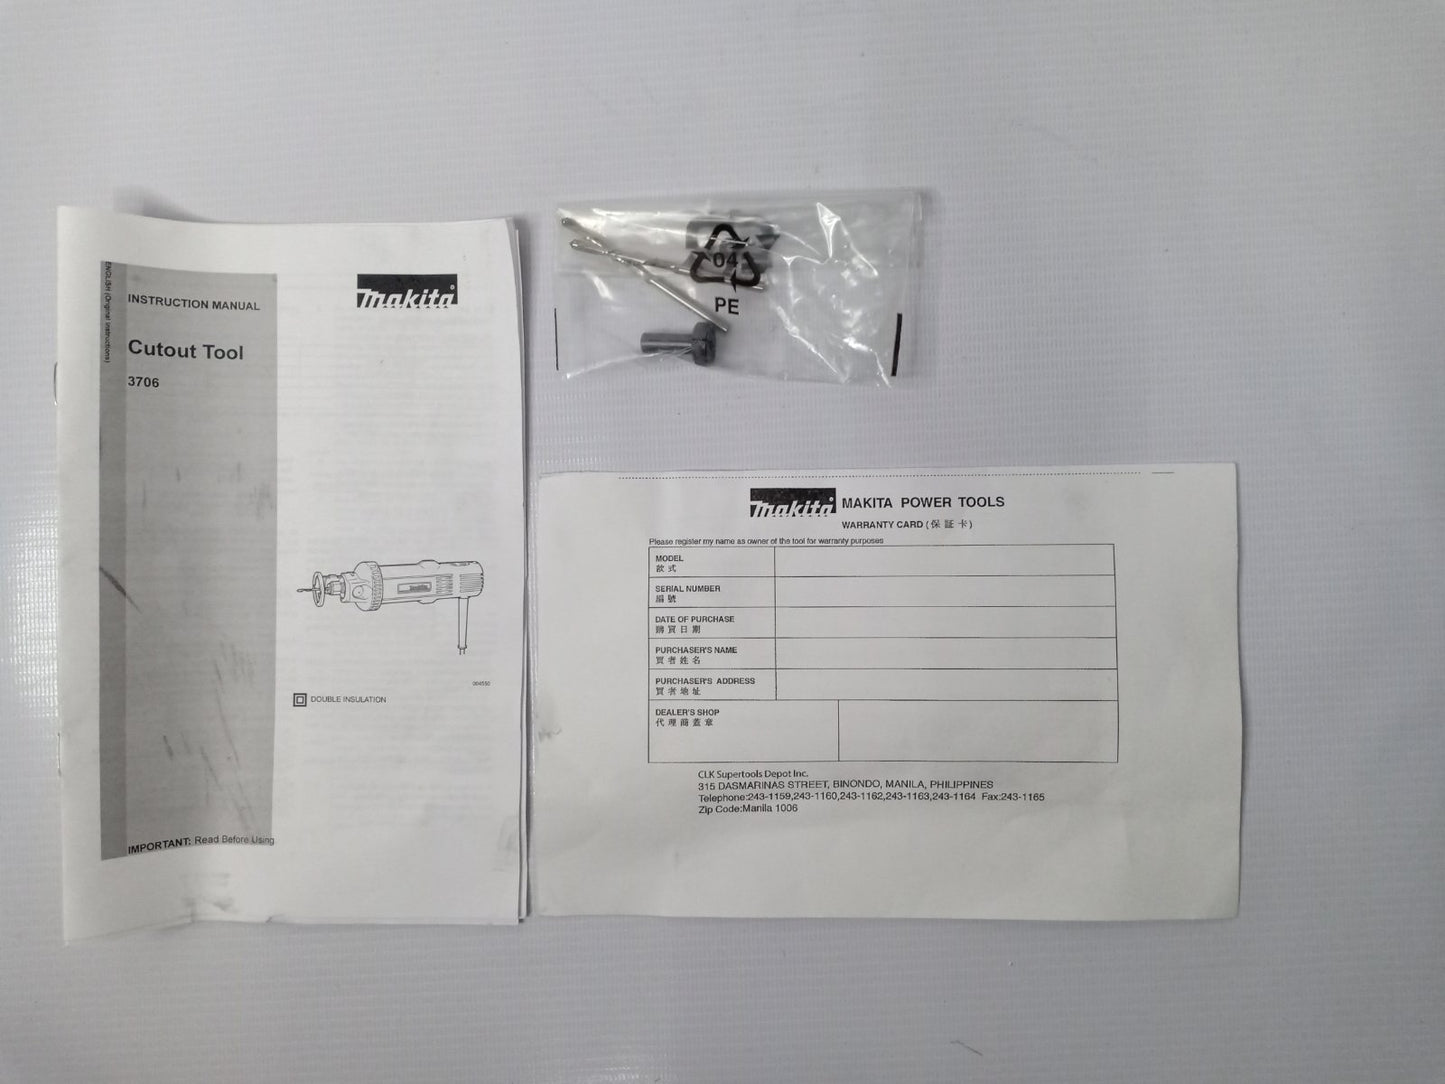 ENGLISH (Original instructions)
INSTRUCTION MANUAL
makita
Cutout Tool
3706
004550
DOUBLE INSULATION
IMPORTANT: Read Before Using.
04
PE
makita MAKITA POWER TOOLS
WARRANTY CARD (保証卡)
Please register my name as owner of the tool for warranty purposes
MODEL
款式
SERIAL NUMBER
編號
DATE OF PURCHASE
購買日期
PURCHASER'S NAME
買者姓名
PURCHASER'S ADDRESS
買者地址
DEALER'S SHOP
代理商蓋章
CLK Supertools Depot Inc.
315 DASMARINAS STREET, BINONDO, MANILA, PHILIPPINES
Telephone:243-1159,243-1160,243-1162,243-1163,243-1164 Fax:243-1165
Zip Code:Manila 1006